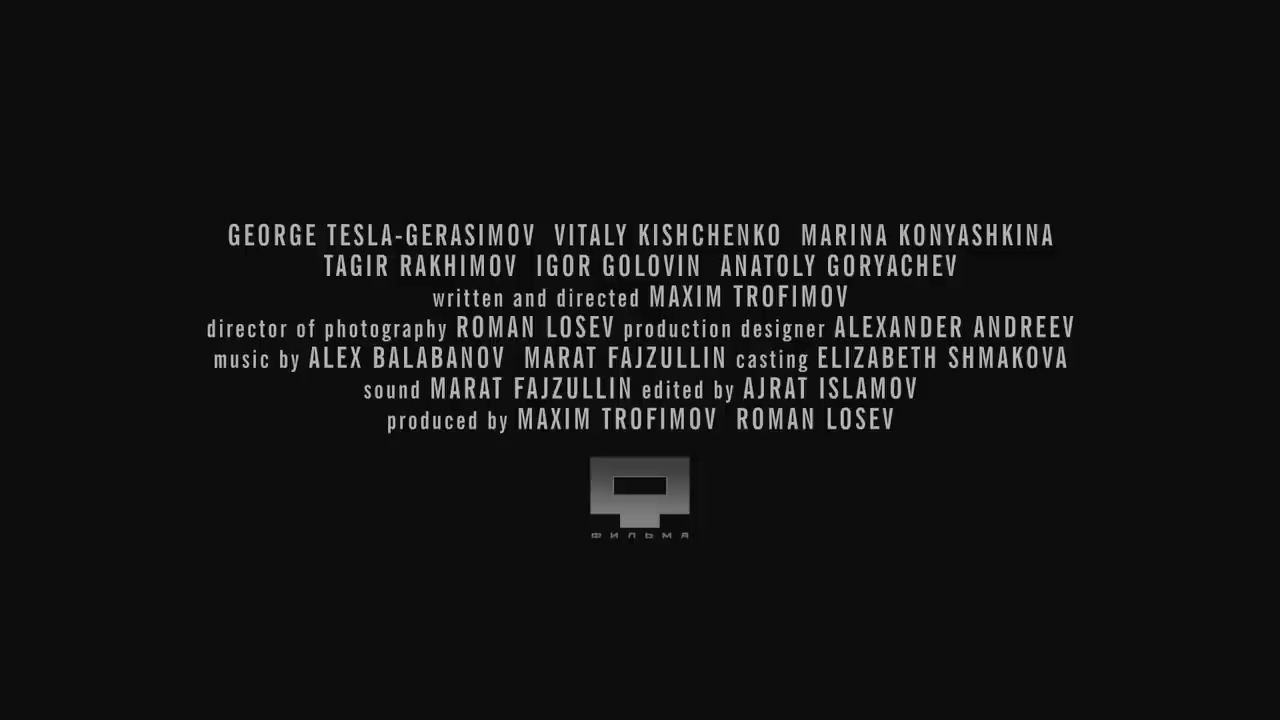 GEORGE TESLA-GERASIMOV VITALY KISHCHENKO MARINA KONYASHKINA
TAGIR RAKHIMOV IGOR GOLOVIN ANATOLY GORYACHEV
written and directed MAXIM TROFIMOV
director of photography ROMAN LOSEV production designer ALEXANDER ANDREEV
music by ALEX BALABANOV MARAT FAJZULLIN casting ELIZABETH SHMAKOVA
sound MARAT FAJZULLIN edited by AJRAT ISLAMOV
produced by MAXIM TROFIMOV ROMAN LOSEV
ФИЛЬМА